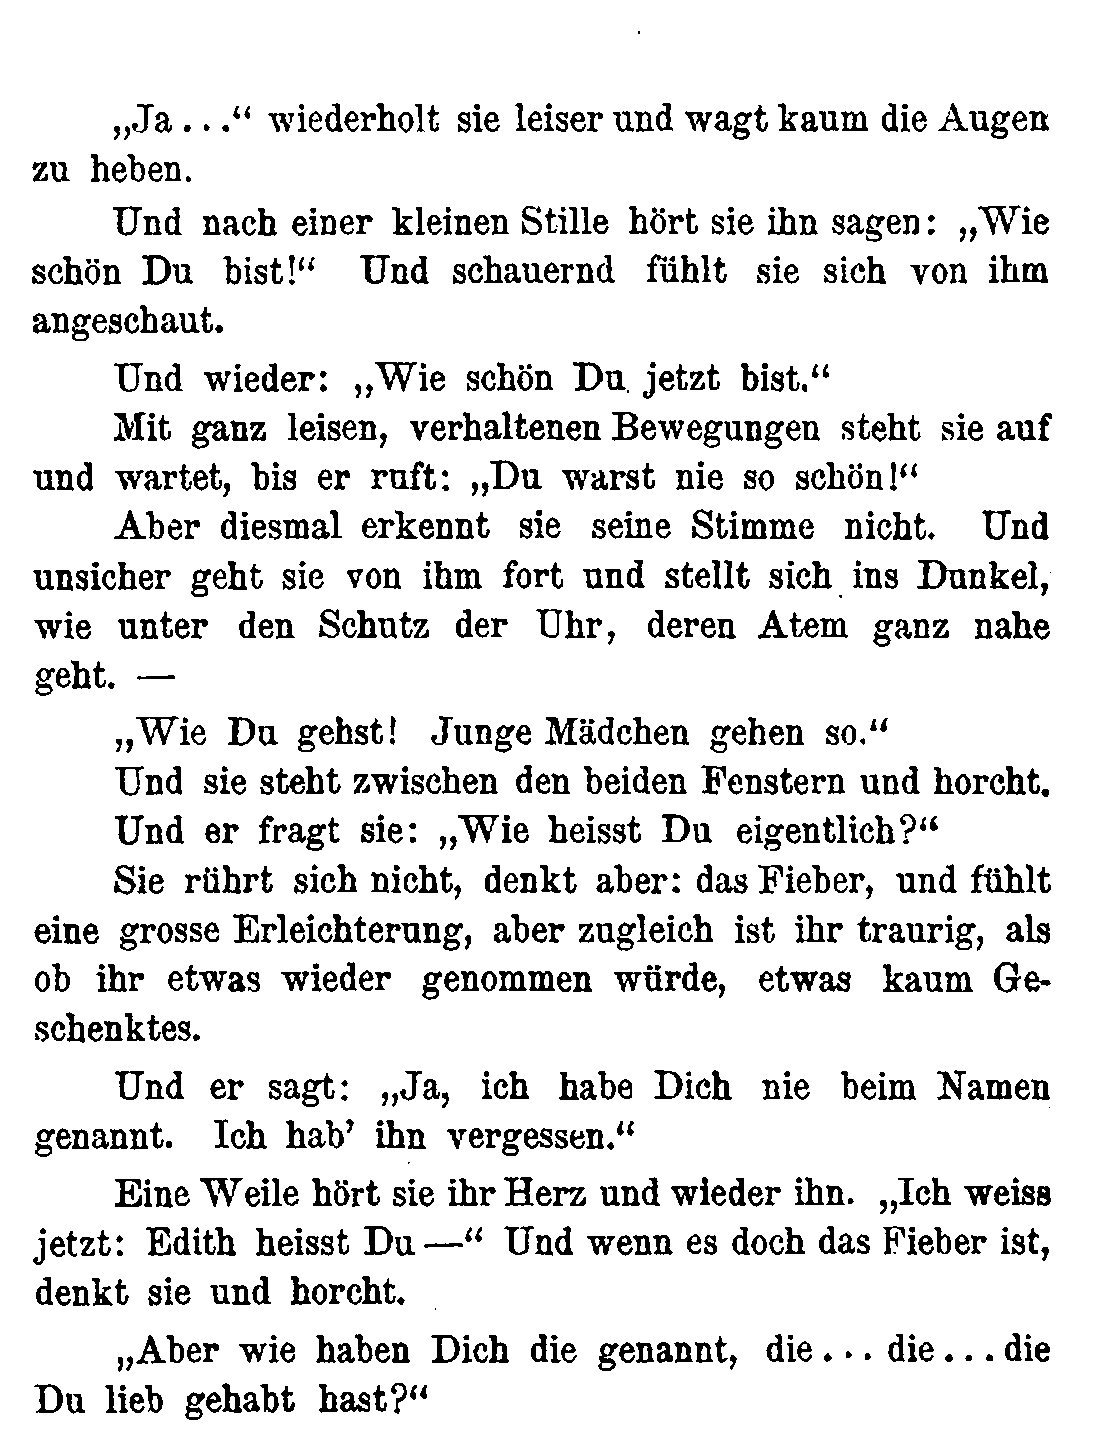 „Ja . . .“ wiederholt sie leiser und wagt kaum die Augen
zu heben.
Und nach einer kleinen Stille hört sie ihn sagen: „Wie
schön Du bist!“ Und schauernd fühlt sie sich von ihm
angeschaut.
Und wieder: „Wie schön Du jetzt bist.“
Mit ganz leisen, verhaltenen Bewegungen steht sie auf
und wartet, bis er ruft: „Du warst nie so schön!“
Aber diesmal erkennt sie seine Stimme nicht. Und
unsicher geht sie von ihm fort und stellt sich ins Dunkel,
wie unter den Schutz der Uhr, deren Atem ganz nahe
geht. —
„Wie Du gehst! Junge Mädchen gehen so.“
Und sie steht zwischen den beiden Fenstern und horcht.
Und er fragt sie: „Wie heisst Du eigentlich?“
Sie rührt sich nicht, denkt aber: das Fieber, und fühlt
eine grosse Erleichterung, aber zugleich ist ihr traurig, als
ob ihr etwas wieder genommen würde, etwas kaum Ge-
schenktes.
Und er sagt: „Ja, ich habe Dich nie beim Namen
genannt. Ich hab’ ihn vergessen.“
Eine Weile hört sie ihr Herz und wieder ihn. „Ich weiss
jetzt: Edith heisst Du —“ Und wenn es doch das Fieber ist,
denkt sie und horcht.
„Aber wie haben Dich die genannt, die . . . die . . . die
Du lieb gehabt hast?“